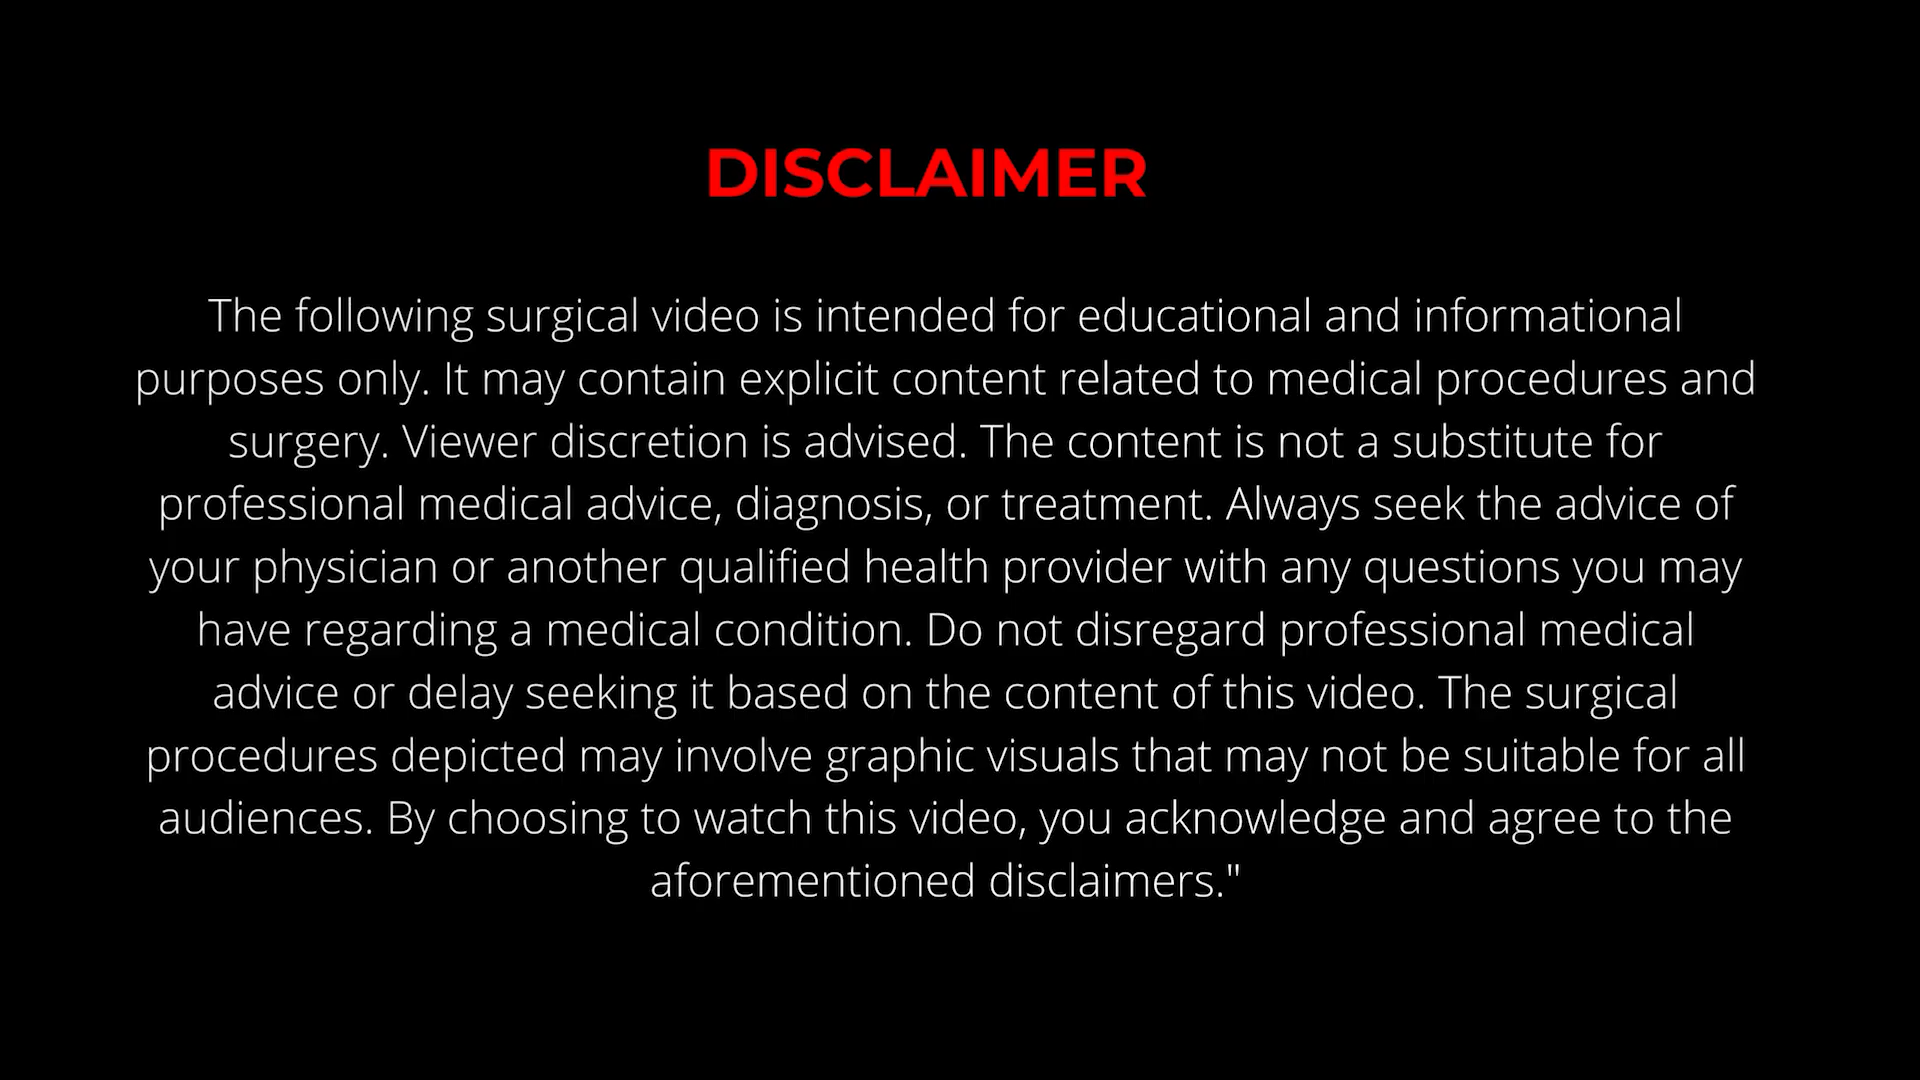 DISCLAIMER
The following surgical video is intended for educational and informational
purposes only. It may contain explicit content related to medical procedures and
surgery. Viewer discretion is advised. The content is not a substitute for
professional medical advice, diagnosis, or treatment. Always seek the advice of
your physician or another qualified health provider with any questions you may
have regarding a medical condition. Do not disregard professional medical
advice or delay seeking it based on the content of this video. The surgical
procedures depicted may involve graphic visuals that may not be suitable for all
audiences. By choosing to watch this video, you acknowledge and agree to the
aforementioned disclaimers."